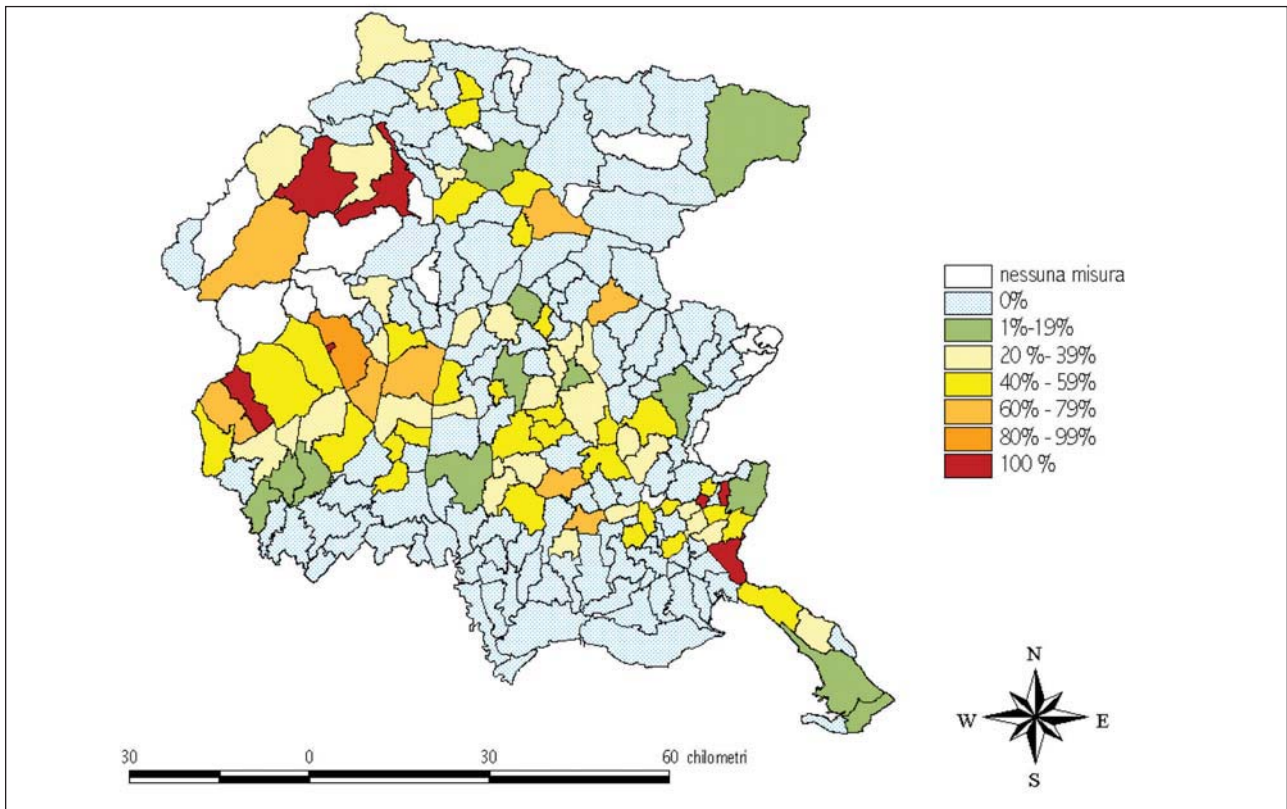 nessuna misura
0%
1%-19%
20 %- 39%
40% - 59%
60% - 79%
80% - 99%
100 %
N
W E
S
30 0 30 60 chilometri